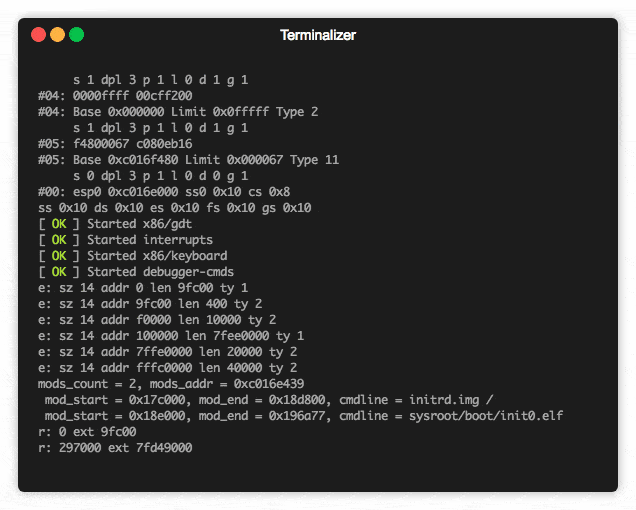 Terminalizer
s 1 dpl 3 p 1 l 0 d 1 g 1
#04: 0000ffff 00cff200
#04: Base 0x000000 Limit 0x0fffff Type 2
s 1 dpl 3 p 1 l 0 d 1 g 1
#05: f4800067 c080eb16
#05: Base 0xc016f480 Limit 0x000067 Type 11
s 0 dpl 3 p 1 l 0 d 0 g 1
#00: esp0 0xc016e000 ss0 0x10 cs 0x8
ss 0x10 ds 0x10 es 0x10 fs 0x10 gs 0x10
[ OK ] Started x86/gdt
[ OK ] Started interrupts
[ OK ] Started x86/keyboard
[ OK ] Started debugger-cmds
e: sz 14 addr 0 len 9fc00 ty 1
e: sz 14 addr 9fc00 len 400 ty 2
e: sz 14 addr f0000 len 10000 ty 2
e: sz 14 addr 100000 len 7fee0000 ty 1
e: sz 14 addr 7ffe0000 len 20000 ty 2
e: sz 14 addr fffc0000 len 40000 ty 2
mods_count = 2, mods_addr = 0xc016e439
mod_start = 0x17c000, mod_end = 0x18d800, cmdline = initrd.img /
mod_start = 0x18e000, mod_end = 0x196a77, cmdline = sysroot/boot/init0.elf
r: 0 ext 9fc00
r: 297000 ext 7fd49000